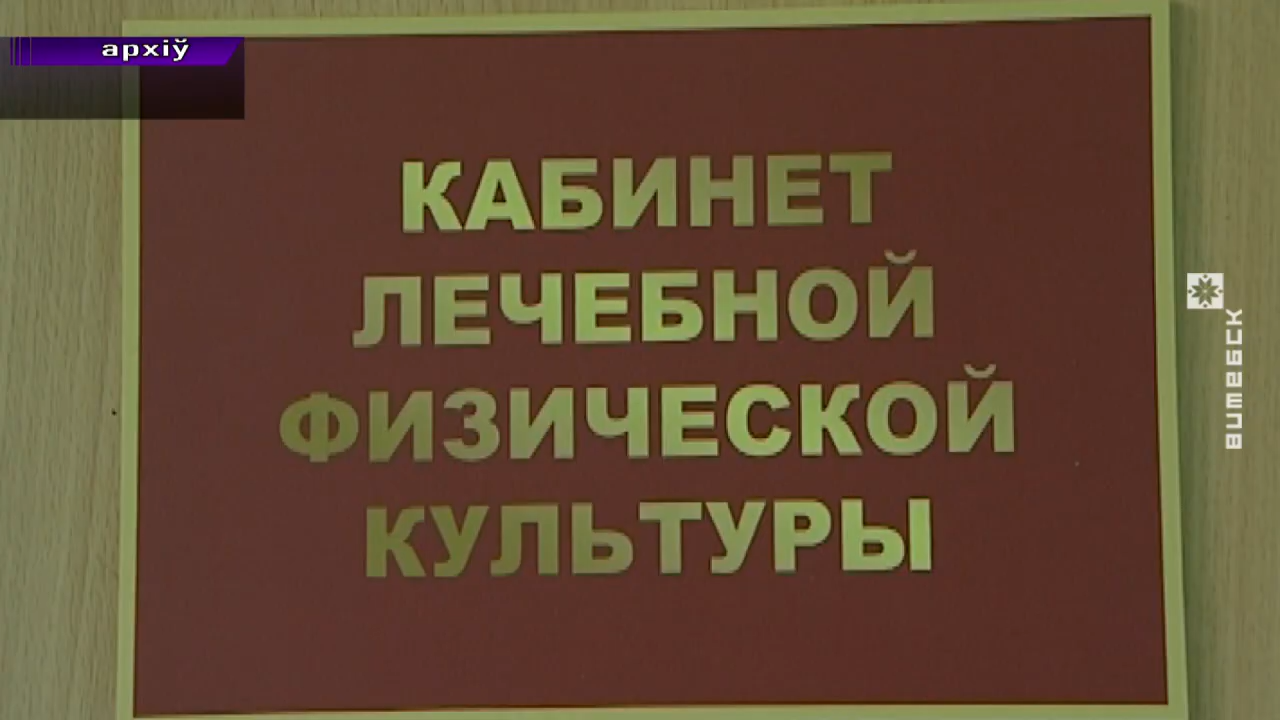 архіў
КАБИНЕТ
ЛЕЧЕБНОЙ
ФИЗИЧЕСКОЙ
КУЛЬТУРЫ
витебск